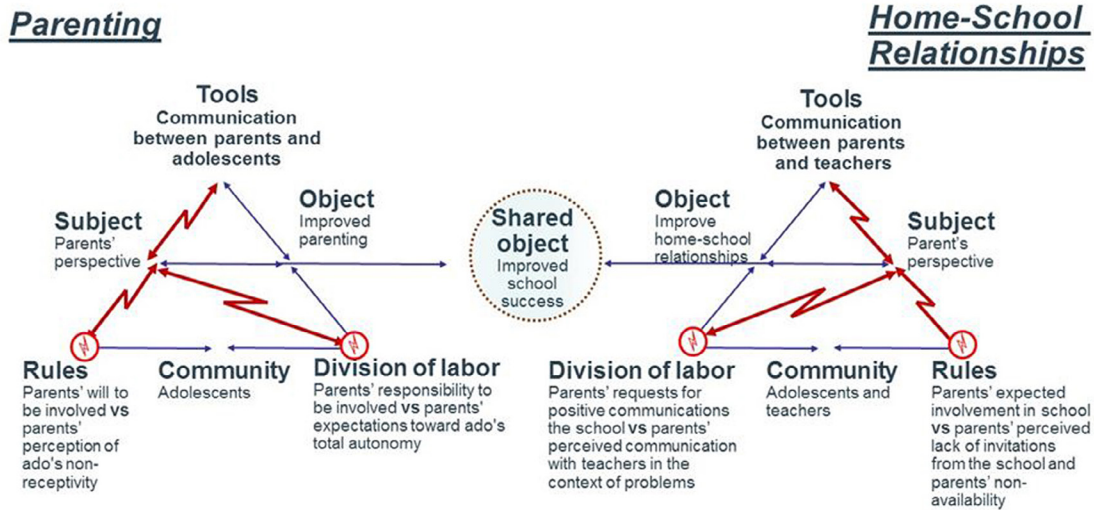 Parenting
Home-School
Relationships
Tools
Communication
between parents and
adolescents
Subject
Parents'
perspective
Object
Improved
parenting
Rules
Parents' will to
be involved vs
parents'
perception of
ado's non-
receptivity
Community
Adolescents
Division of labor
Parents' responsibility to
be involved vs parents'
expectations toward ado's
total autonomy
Shared
object
Improved
school
success
Tools
Communication
between parents
and teachers
Object
Improve
home-school
relationships
Subject
Parent's
perspective
Division of labor
Parents' requests for
positive communications
the school vs parents'
perceived communication
with teachers in the
context of problems
Community
Adolescents and
teachers
Rules
Parents' expected
involvement in school
vs parents' perceived
lack of invitations
from the school and
parents' non-
availability